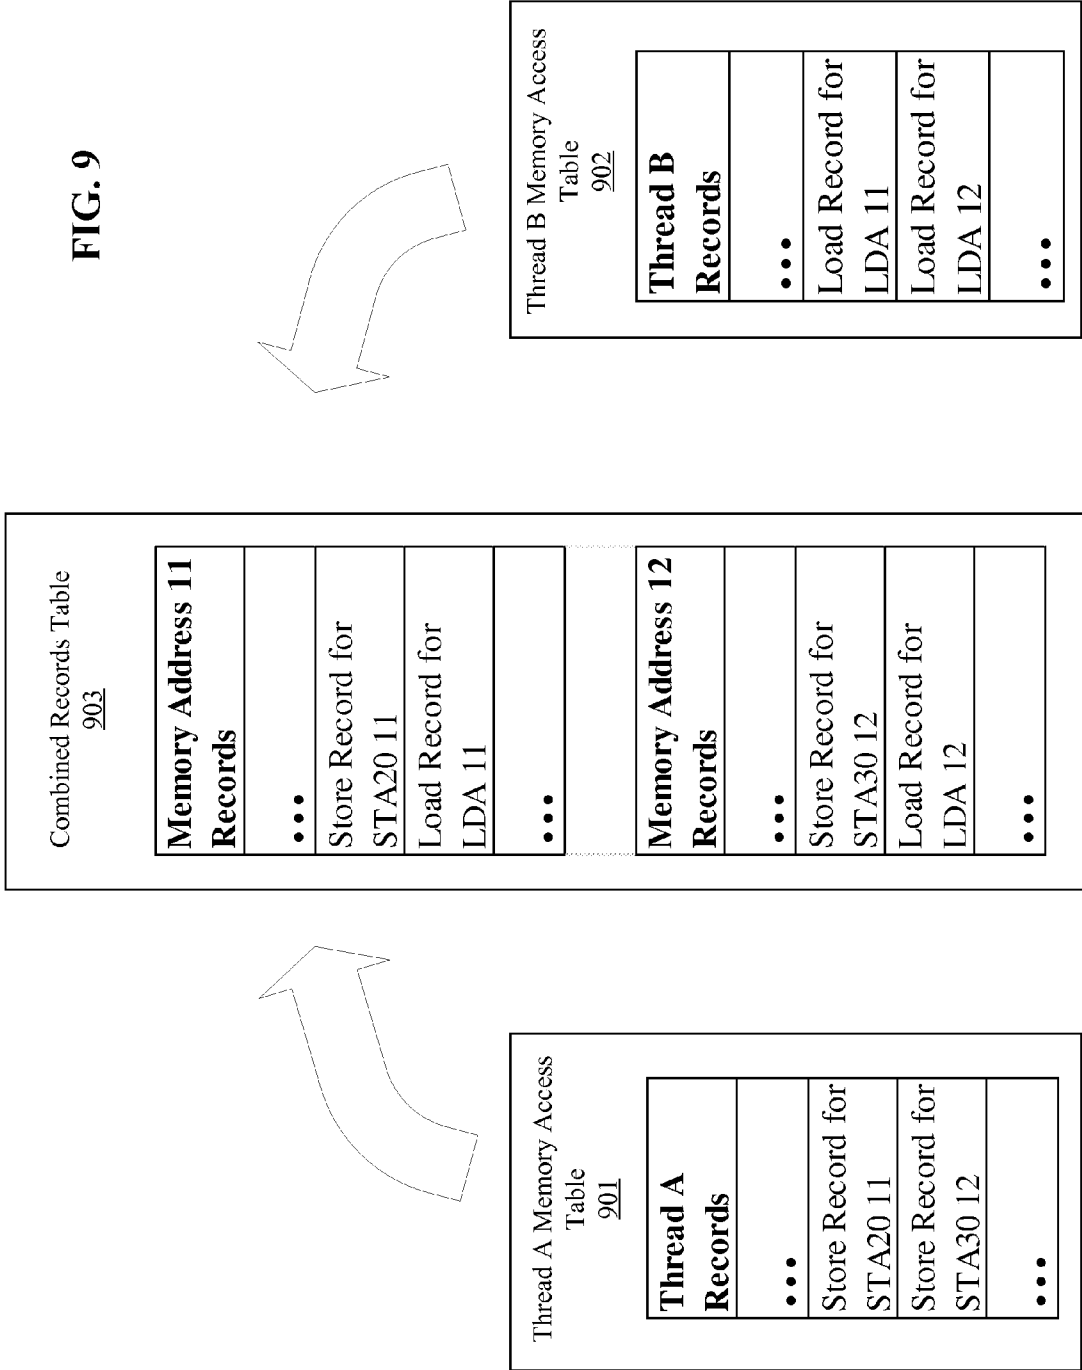 FIG. 9
Thread A Memory Access
Table
901
Thread A
Records
•••
Store Record for
STA20 11
Store Record for
STA30 12
•••
Combined Records Table
903
Memory Address 11
Records
•••
Store Record for
STA20 11
Load Record for
LDA 11
•••
Memory Address 12
Records
•••
Store Record for
STA30 12
Load Record for
LDA 12
•••
Thread B Memory Access
Table
902
Thread B
Records
•••
Load Record for
LDA 11
Load Record for
LDA 12
•••